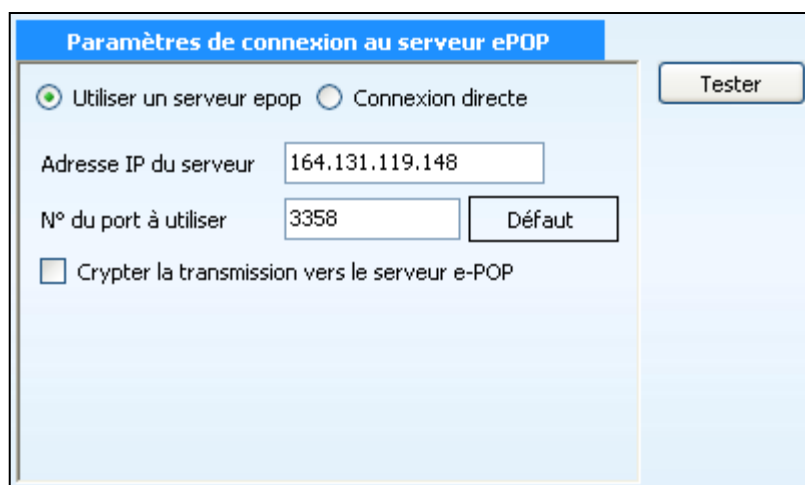 Paramètres de connexion au serveur ePOP
Utiliser un serveur epop Connexion directe
Tester
Adresse IP du serveur 164.131.119.148
N° du port à utiliser 3358 Défaut
Crypter la transmission vers le serveur e-POP